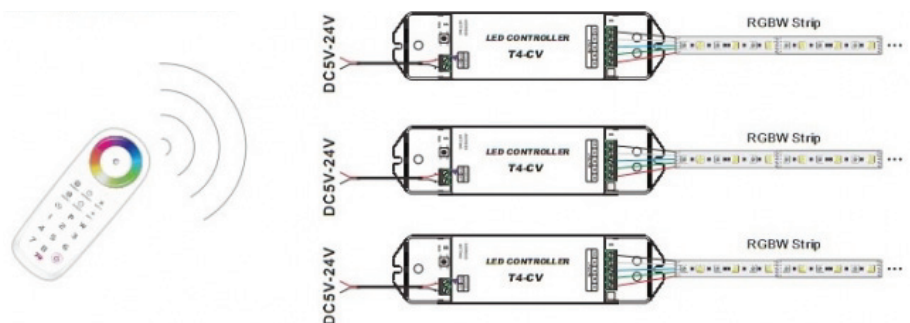 RGBW Strip
DC5V-24V
LED CONTROLLER
T4-CV
RGBW Strip
DC5V-24V
LED CONTROLLER
T4-CV
RGBW Strip
DC5V-24V
LED CONTROLLER
T4-CV